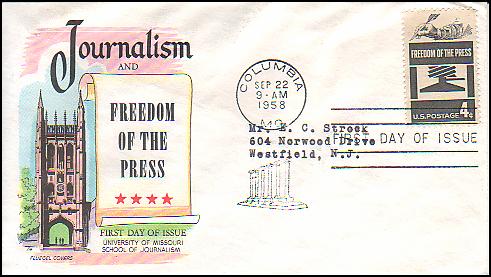 Journalism
AND
FREEDOM
OF THE
PRESS
FIRST DAY OF ISSUE
UNIVERSITY OF MISSOURI
SCHOOL OF JOURNALISM
FLUEGEL COVERS
COLUMBIA
SEP 22
9-AM
1958
MO.
FREEDOM OF THE PRESS
U.S. POSTAGE 4¢
FIRST DAY OF ISSUE
Mr. E. C. Strock
604 Norwood Drive
Westfield, N.J.